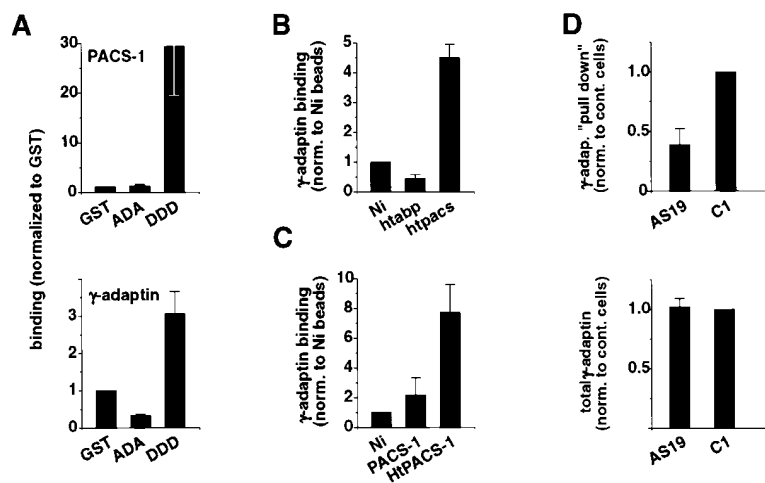 A
binding (normalized to GST)
PACS-1
30
20
10
0
GST
ADA
DDD
γ-adaptin
3
2
1
0
GST
ADA
DDD
B
γ-adaptin binding
(norm. to Ni beads)
5
4
3
2
1
0
Ni
htabp
htpacs
C
γ-adaptin binding
(norm. to Ni beads)
10
8
6
4
2
0
Ni
PACS-1
HtPACS-1
D
γ-adap. "pull down"
(norm. to cont. cells)
1.0
0.5
0
AS19
C1
total γ-adaptin
(norm. to cont. cells)
1.0
0.5
AS19
C1